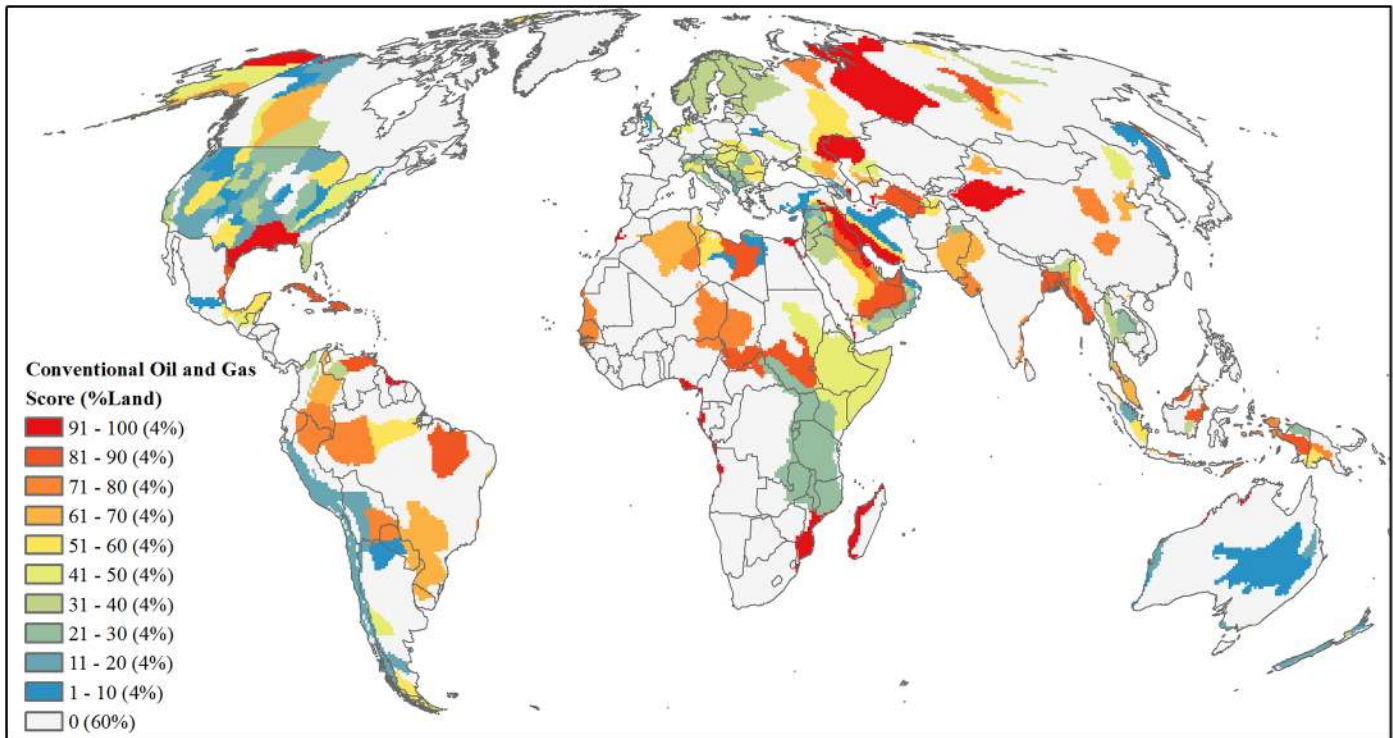 Conventional Oil and Gas
Score (%Land)
91 - 100 (4%)
81 - 90 (4%)
71 - 80 (4%)
61 - 70 (4%)
51 - 60 (4%)
41 - 50 (4%)
31 - 40 (4%)
21 - 30 (4%)
11 - 20 (4%)
1 - 10 (4%)
0 (60%)